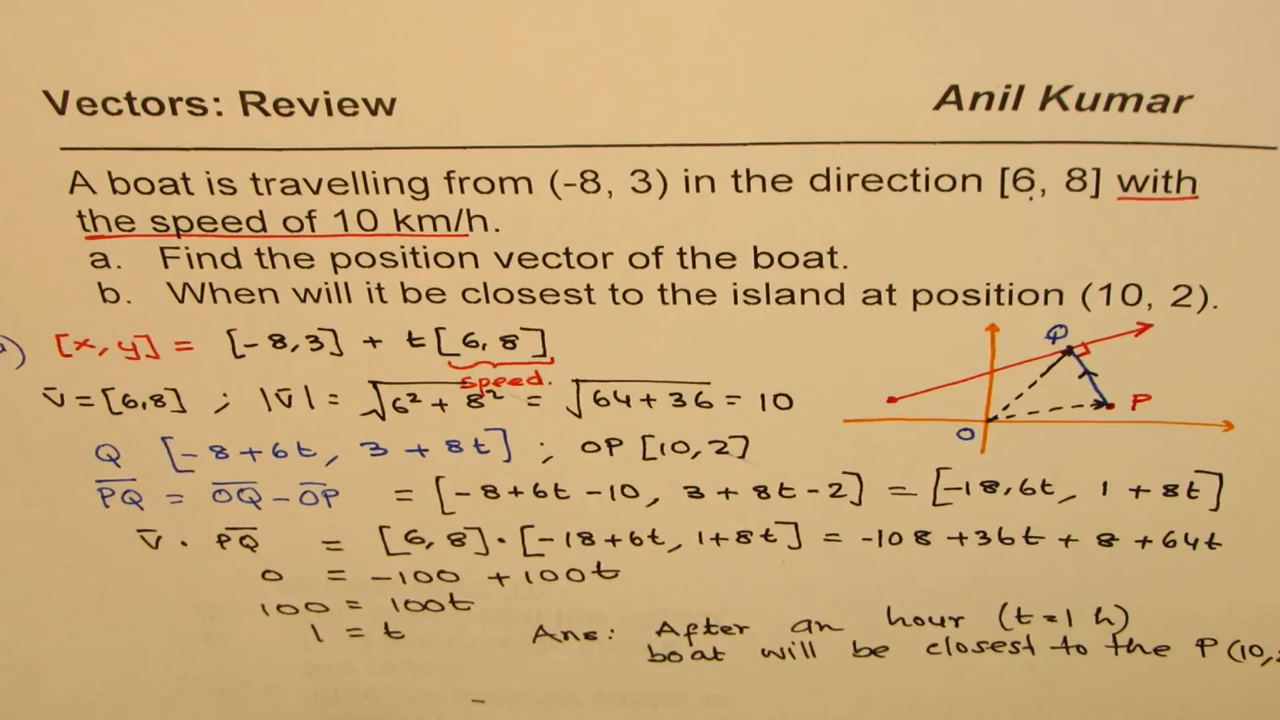 Vectors: Review
Anil Kumar
A boat is travelling from (-8, 3) in the direction [6, 8] with
the speed of 10 km/h.
a. Find the position vector of the boat.
b. When will it be closest to the island at position (10, 2).
a) [x,y] = [-8,3] + t[6,8]
speed.
v̄ = [6,8] ; |v̄| = √6² + 8² = √64+36 = 10
Q [-8+6t, 3+8t] ; OP [10,2]
P̅Q̅ = O̅Q̅ - O̅P̅ = [-8+6t-10, 3+8t-2] = [-18,6t, 1+8t]
v̄ · P̅Q̅ = [6,8]·[-18+6t, 1+8t] = -108+36t+8+64t
0 = -100 +100t
100 = 100t
1 = t
Ans: After an hour (t=1 h)
boat will be closest to the P(10,
Q
P
O